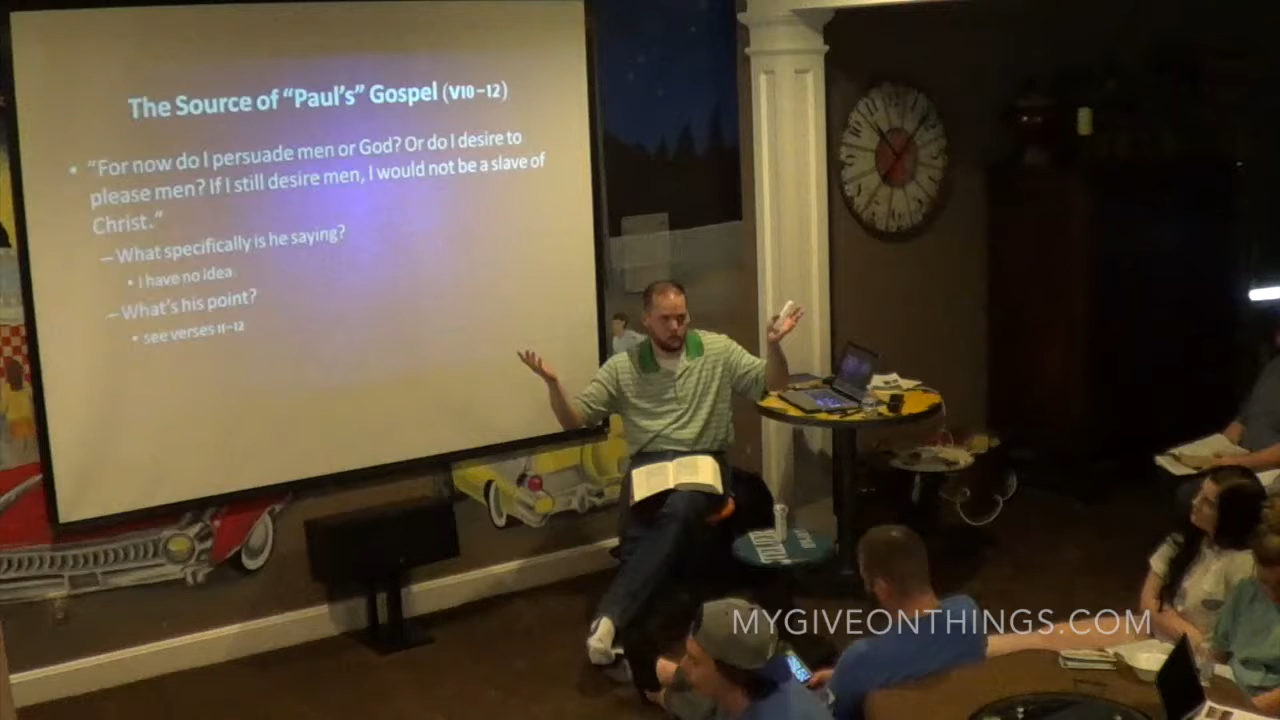 The Source of “Paul’s” Gospel (V10–12)
• “For now do I persuade men or God? Or do I desire to
please men? If I still desire men, I would not be a slave of
Christ.”
– What specifically is he saying?
• I have no idea.
– What’s his point?
• see verses 11–12
MYGIVEONTHINGS.COM